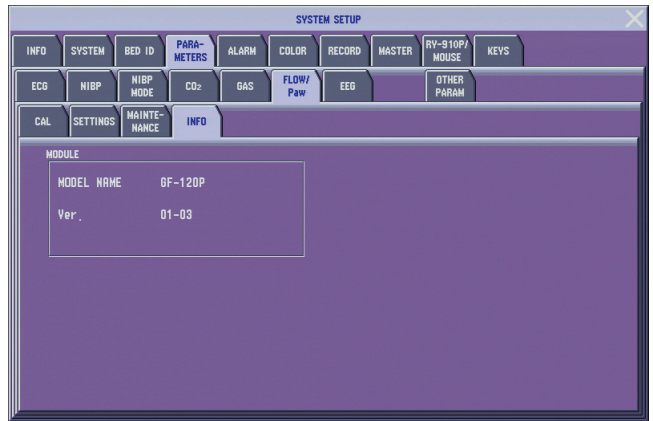 SYSTEM SETUP
INFO SYSTEM BED ID PARA-METERS ALARM COLOR RECORD MASTER RY-910P/MOUSE KEYS
ECG NIBP NIBP MODE CO2 GAS FLOW/Paw EEG OTHER PARAM
CAL SETTINGS MAINTE-NANCE INFO
MODULE
MODEL NAME GF-120P
Ver. 01-03